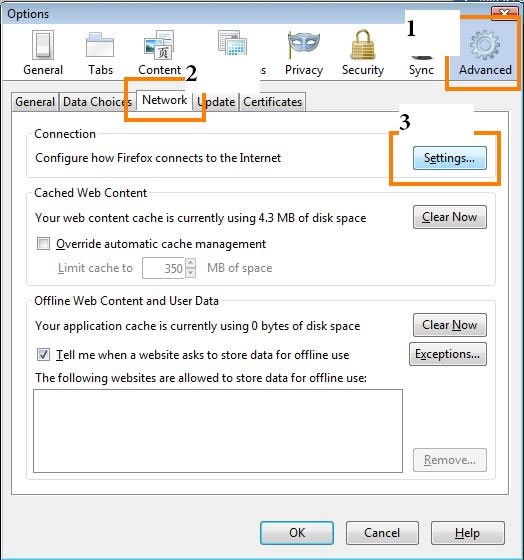 Options
1
General Tabs Content Privacy Security Sync Advanced
2
General Data Choices Network Update Certificates
3
Connection
Configure how Firefox connects to the Internet
Settings...
Cached Web Content
Your web content cache is currently using 4.3 MB of disk space
Clear Now
Override automatic cache management
Limit cache to 350 MB of space
Offline Web Content and User Data
Your application cache is currently using 0 bytes of disk space
Clear Now
Tell me when a website asks to store data for offline use
Exceptions...
The following websites are allowed to store data for offline use:
Remove...
OK Cancel Help